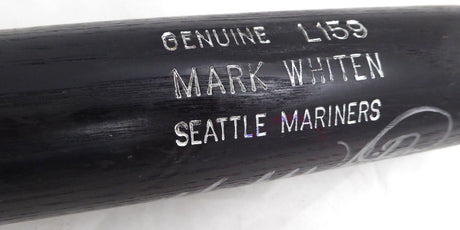 GENUINE L159
MARK WHITEN
SEATTLE MARINERS